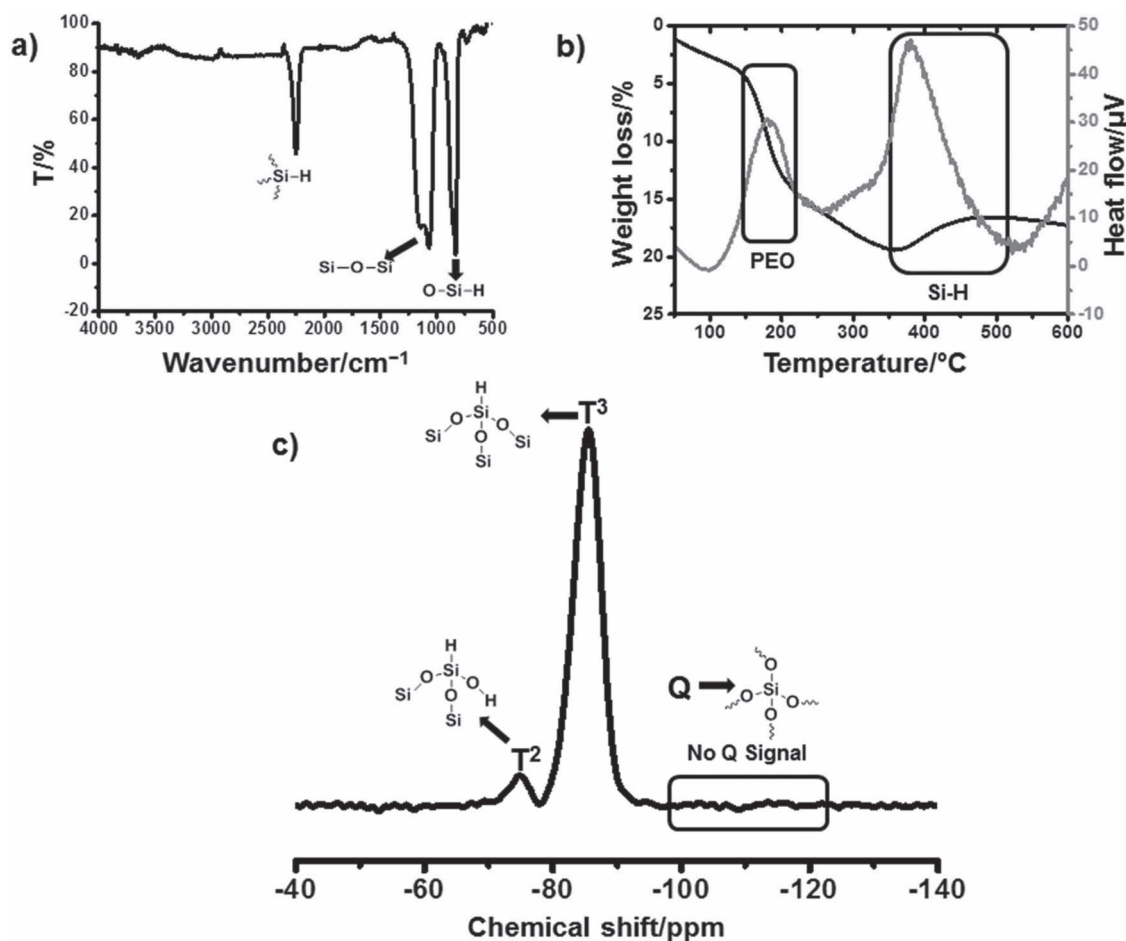 a)
T/%
100
80
60
40
20
0
-20
4000 2500 2000 1500 1000 500
Wavenumber/cm⁻¹
Si-H
Si-O-Si
O-Si-H
b)
Weight loss/%
0
5
10
15
20
25
Heat flow/µV
50
40
30
20
10
0
-10
100 200 300 400 500 600
Temperature/°C
PEO
Si-H
c)
H
Si
O O
Si O Si
Si
T³
H
Si
O O
Si O H
Si
T²
Q
O
Si
O O
O
No Q Signal
-40 -60 -80 -100 -120 -140
Chemical shift/ppm